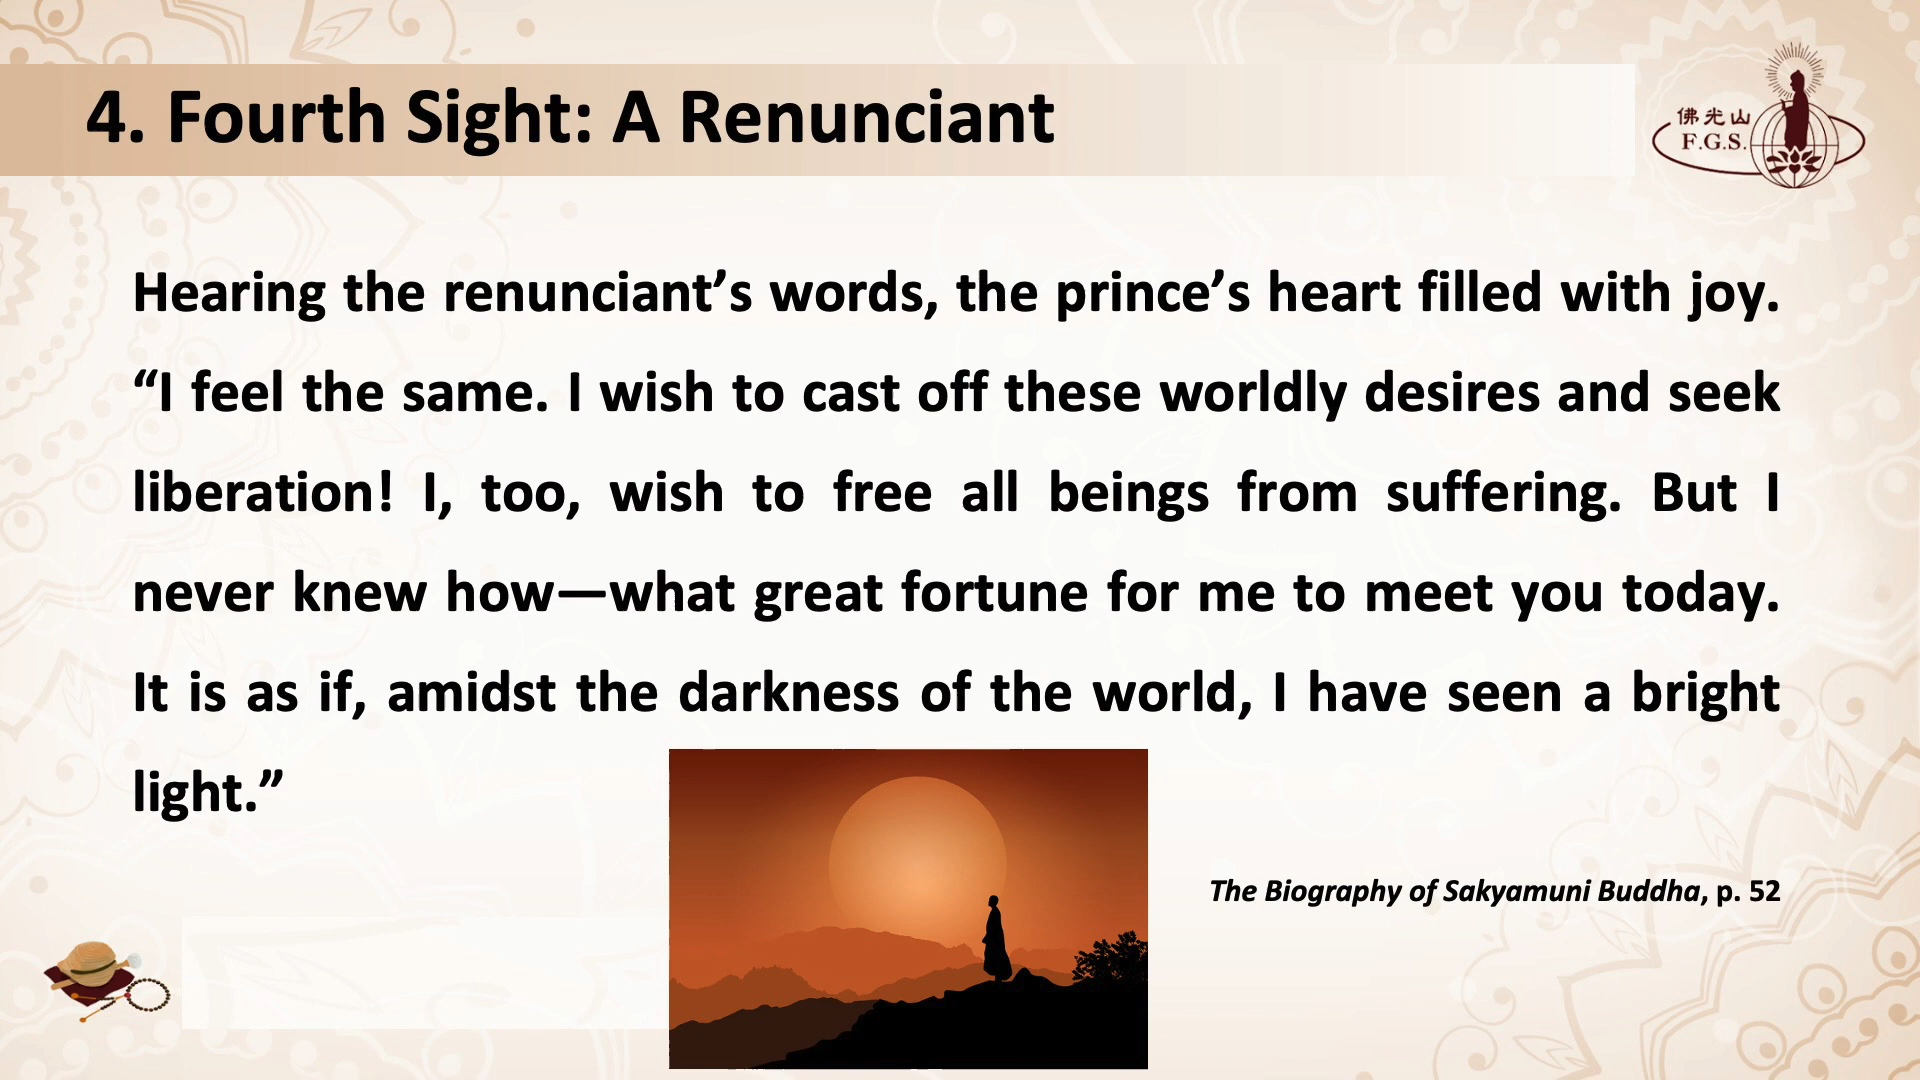 4. Fourth Sight: A Renunciant
佛光山
F.G.S.
Hearing the renunciant’s words, the prince’s heart filled with joy.
“I feel the same. I wish to cast off these worldly desires and seek
liberation! I, too, wish to free all beings from suffering. But I
never knew how—what great fortune for me to meet you today.
It is as if, amidst the darkness of the world, I have seen a bright
light.”
The Biography of Sakyamuni Buddha, p. 52